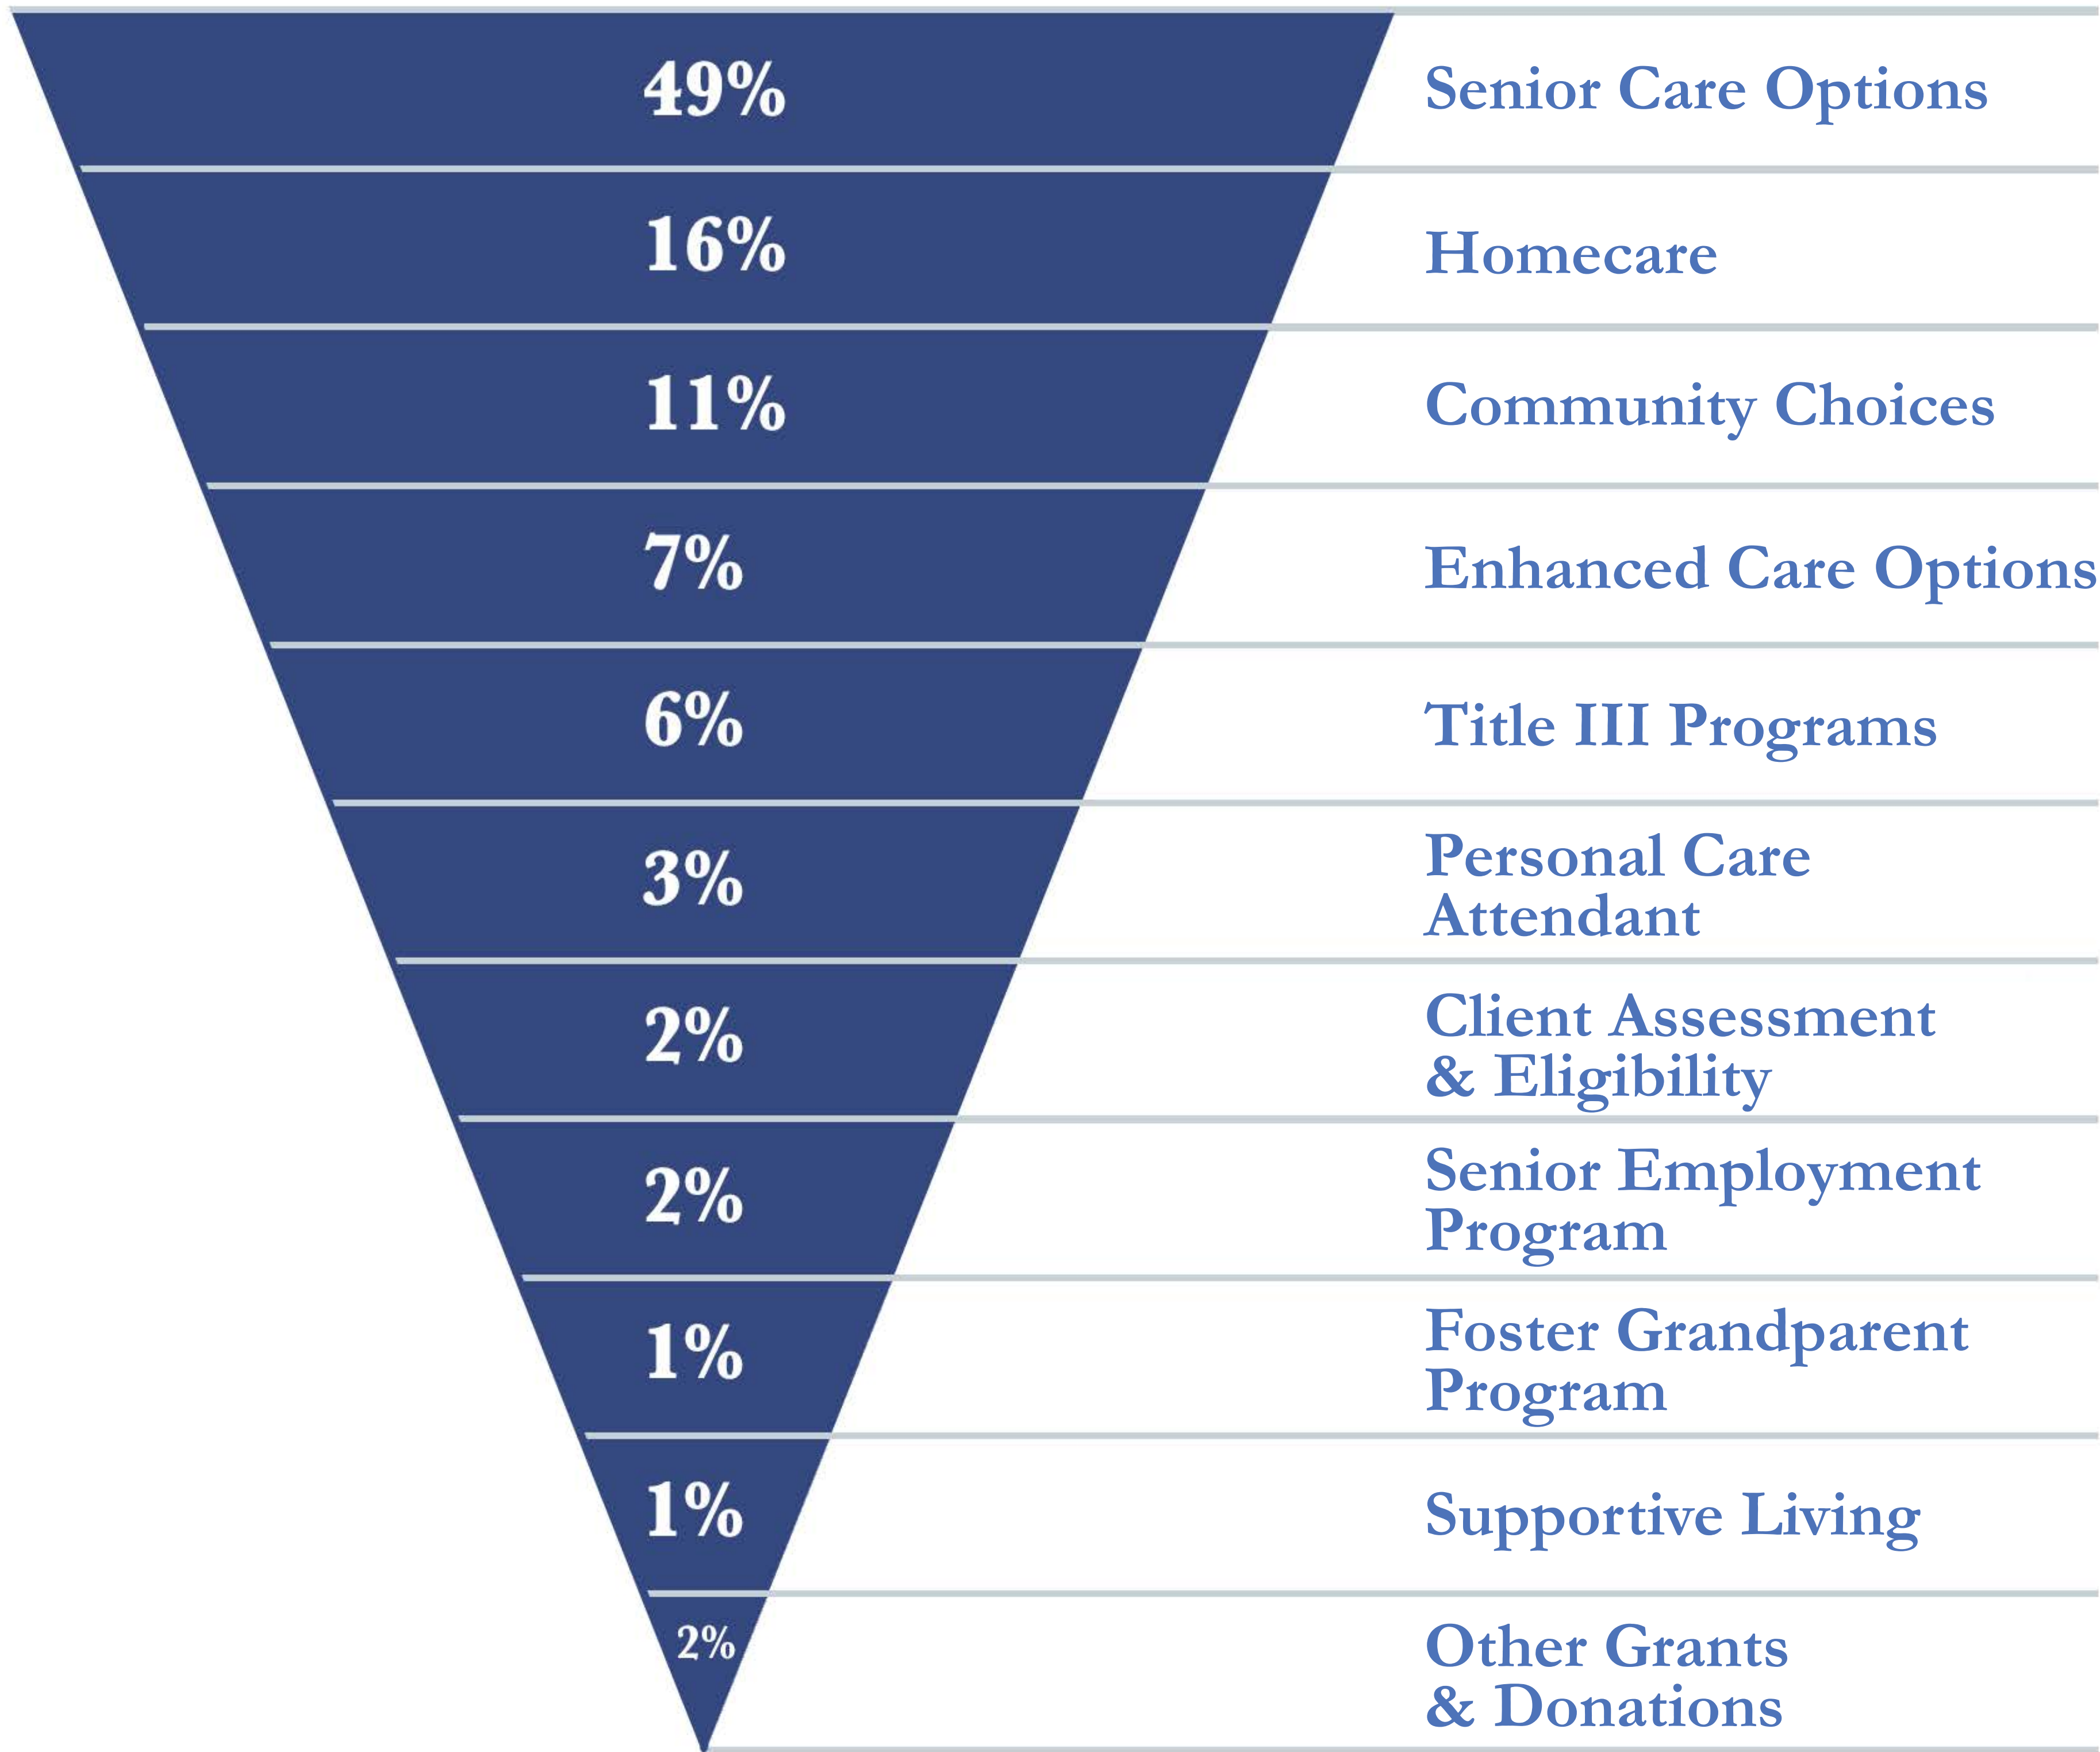 49% Senior Care Options
16% Homecare
11% Community Choices
7% Enhanced Care Options
6% Title III Programs
3% Personal Care
Attendant
2% Client Assessment
& Eligibility
2% Senior Employment
Program
1% Foster Grandparent
Program
1% Supportive Living
2% Other Grants
& Donations